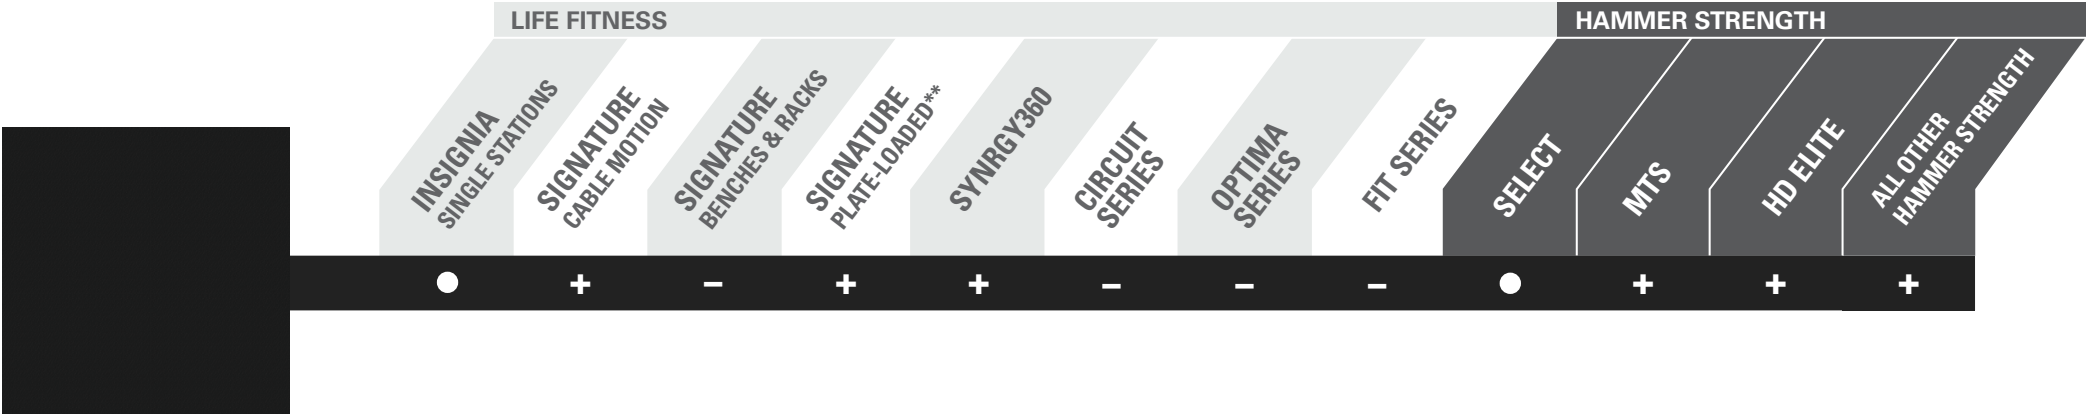 LIFE FITNESS
HAMMER STRENGTH
INSIGNIA
SINGLE STATIONS
SIGNATURE
CABLE MOTION
SIGNATURE
BENCHES & RACKS
SIGNATURE
PLATE-LOADED**
SYNRGY360
CIRCUIT
SERIES
OPTIMA
SERIES
FIT SERIES
SELECT
MTS
HD ELITE
ALL OTHER
HAMMER STRENGTH
● + – + + – – – ● + + +